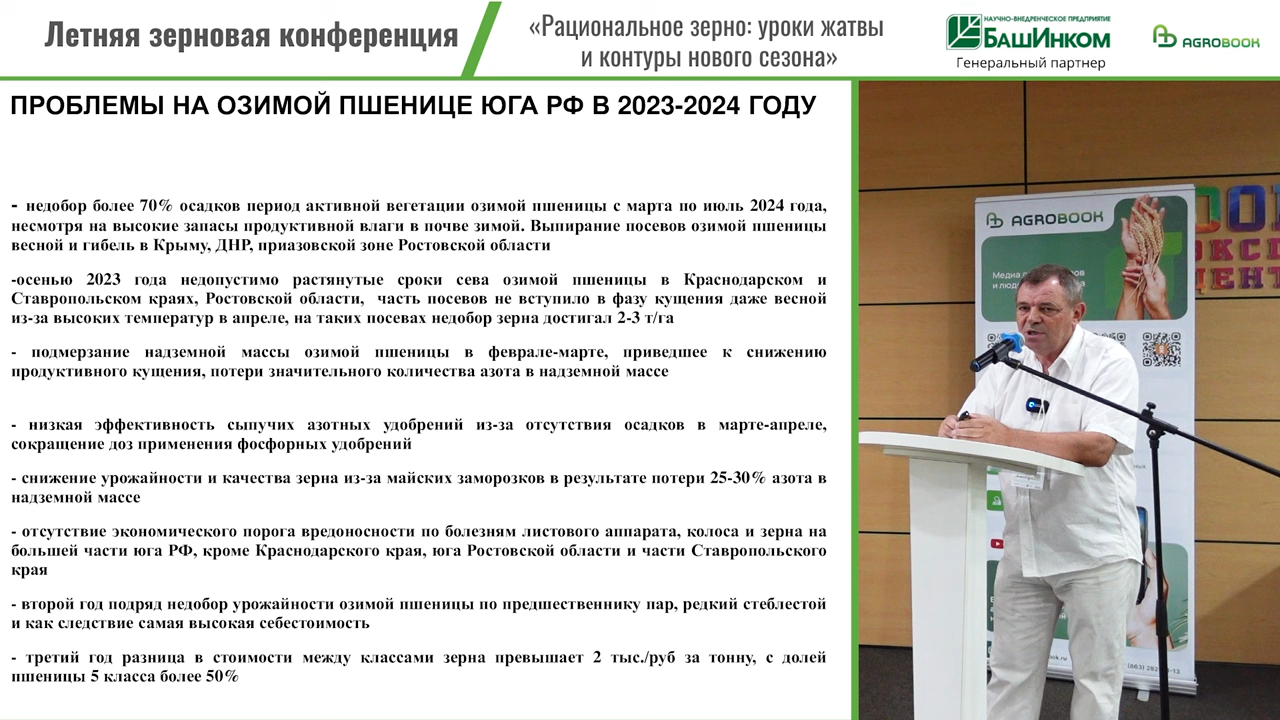 Летняя зерновая конференция
«Рациональное зерно: уроки жатвы
и контуры нового сезона»
НАУЧНО-ВНЕДРЕНЧЕСКОЕ ПРЕДПРИЯТИЕ
БашИнком
Генеральный партнер
AGROBOOK
ПРОБЛЕМЫ НА ОЗИМОЙ ПШЕНИЦЕ ЮГА РФ В 2023-2024 ГОДУ
- недобор более 70% осадков период активной вегетации озимой пшеницы с марта по июль 2024 года,
несмотря на высокие запасы продуктивной влаги в почве зимой. Выпирание посевов озимой пшеницы
весной и гибель в Крыму, ДНР, приазовской зоне Ростовской области
-осенью 2023 года недопустимо растянутые сроки сева озимой пшеницы в Краснодарском и
Ставропольском краях, Ростовской области, часть посевов не вступило в фазу кущения даже весной
из-за высоких температур в апреле, на таких посевах недобор зерна достигал 2-3 т/га
- подмерзание надземной массы озимой пшеницы в феврале-марте, приведшее к снижению
продуктивного кущения, потери значительного количества азота в надземной массе
- низкая эффективность сыпучих азотных удобрений из-за отсутствия осадков в марте-апреле,
сокращение доз применения фосфорных удобрений
- снижение урожайности и качества зерна из-за майских заморозков в результате потери 25-30% азота в
надземной массе
- отсутствие экономического порога вредоносности по болезням листового аппарата, колоса и зерна на
большей части юга РФ, кроме Краснодарского края, юга Ростовской области и части Ставропольского
края
- второй год подряд недобор урожайности озимой пшеницы по предшественнику пар, редкий стеблестой
и как следствие самая высокая себестоимость
- третий год разница в стоимости между классами зерна превышает 2 тыс./руб за тонну, с долей
пшеницы 5 класса более 50%
AGROBOOK